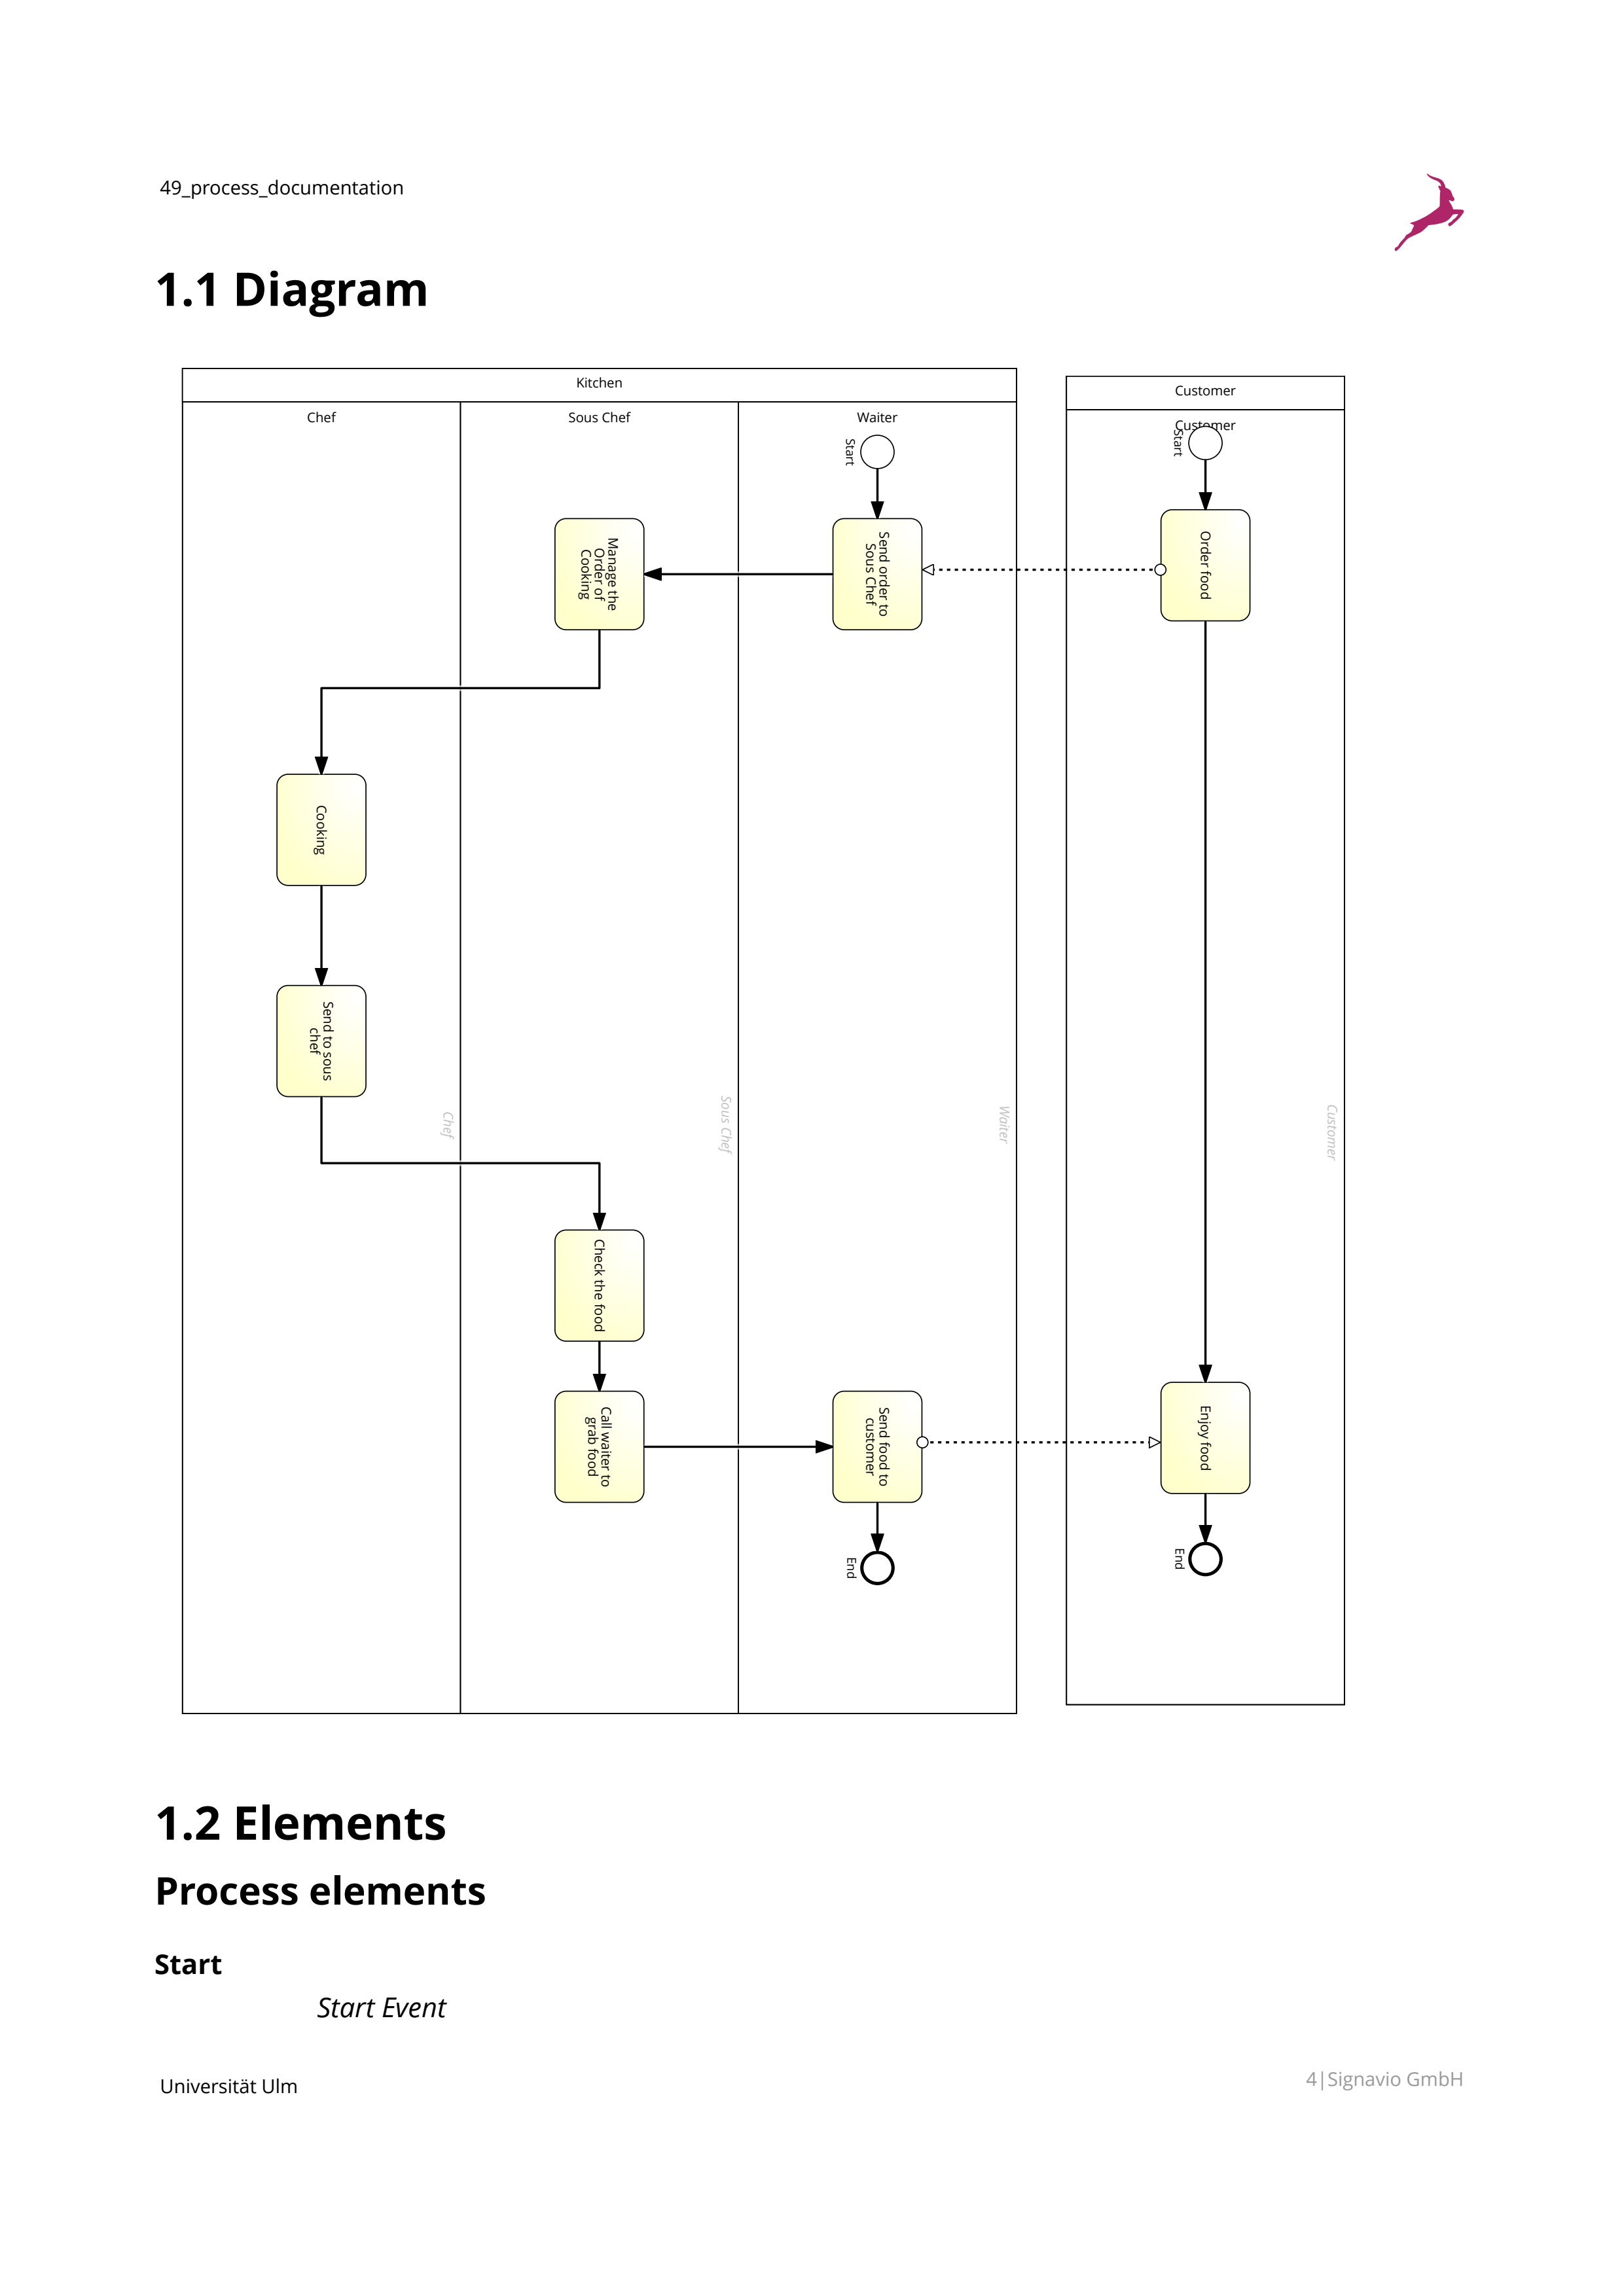 49_process_documentation
1.1 Diagram
Kitchen
Customer
Chef
Sous Chef
Waiter
Customer
Start
Start
Manage the
Order of
Cooking
Send order to
Sous Chef
Order food
Cooking
Send to sous
chef
Chef
Sous Chef
Waiter
Customer
Check the food
Call waiter to
grab food
Send food to
customer
Enjoy food
End
End
1.2 Elements
Process elements
Start
Start Event
Universität Ulm
4|Signavio GmbH